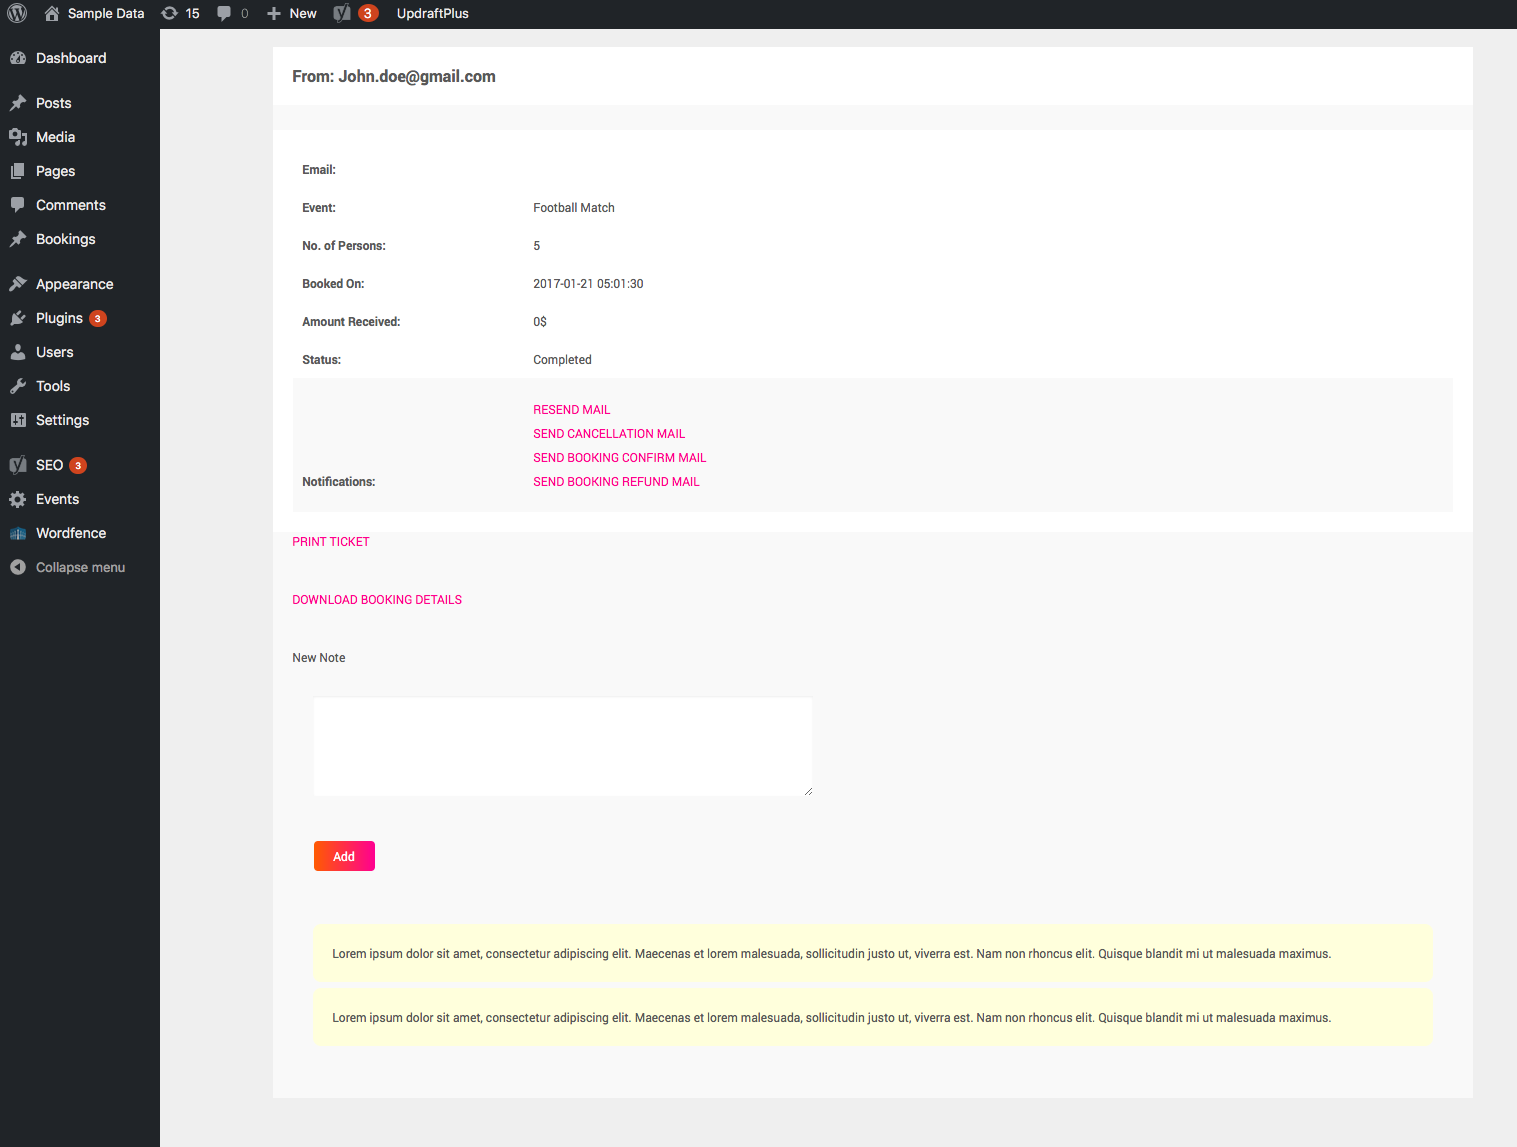 Sample Data 15 0 New 3 UpdraftPlus
Dashboard
Posts
Media
Pages
Comments
Bookings
Appearance
Plugins 3
Users
Tools
Settings
SEO 3
Events
Wordfence
Collapse menu
From: John.doe@gmail.com
Email:
Event: Football Match
No. of Persons: 5
Booked On: 2017-01-21 05:01:30
Amount Received: 0$
Status: Completed
RESEND MAIL
SEND CANCELLATION MAIL
SEND BOOKING CONFIRM MAIL
Notifications: SEND BOOKING REFUND MAIL
PRINT TICKET
DOWNLOAD BOOKING DETAILS
New Note
Add
Lorem ipsum dolor sit amet, consectetur adipiscing elit. Maecenas et lorem malesuada, sollicitudin justo ut, viverra est. Nam non rhoncus elit. Quisque blandit mi ut malesuada maximus.
Lorem ipsum dolor sit amet, consectetur adipiscing elit. Maecenas et lorem malesuada, sollicitudin justo ut, viverra est. Nam non rhoncus elit. Quisque blandit mi ut malesuada maximus.